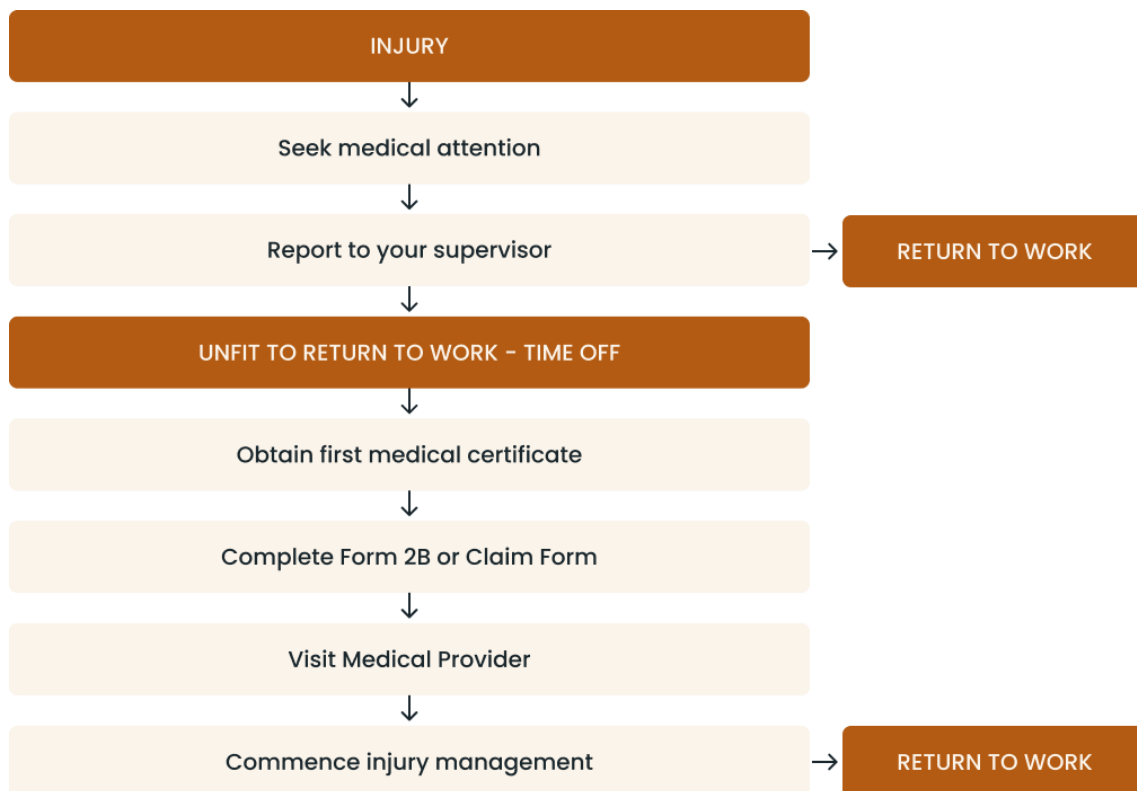 INJURY
Seek medical attention
Report to your supervisor
RETURN TO WORK
UNFIT TO RETURN TO WORK - TIME OFF
Obtain first medical certificate
Complete Form 2B or Claim Form
Visit Medical Provider
Commence injury management
RETURN TO WORK